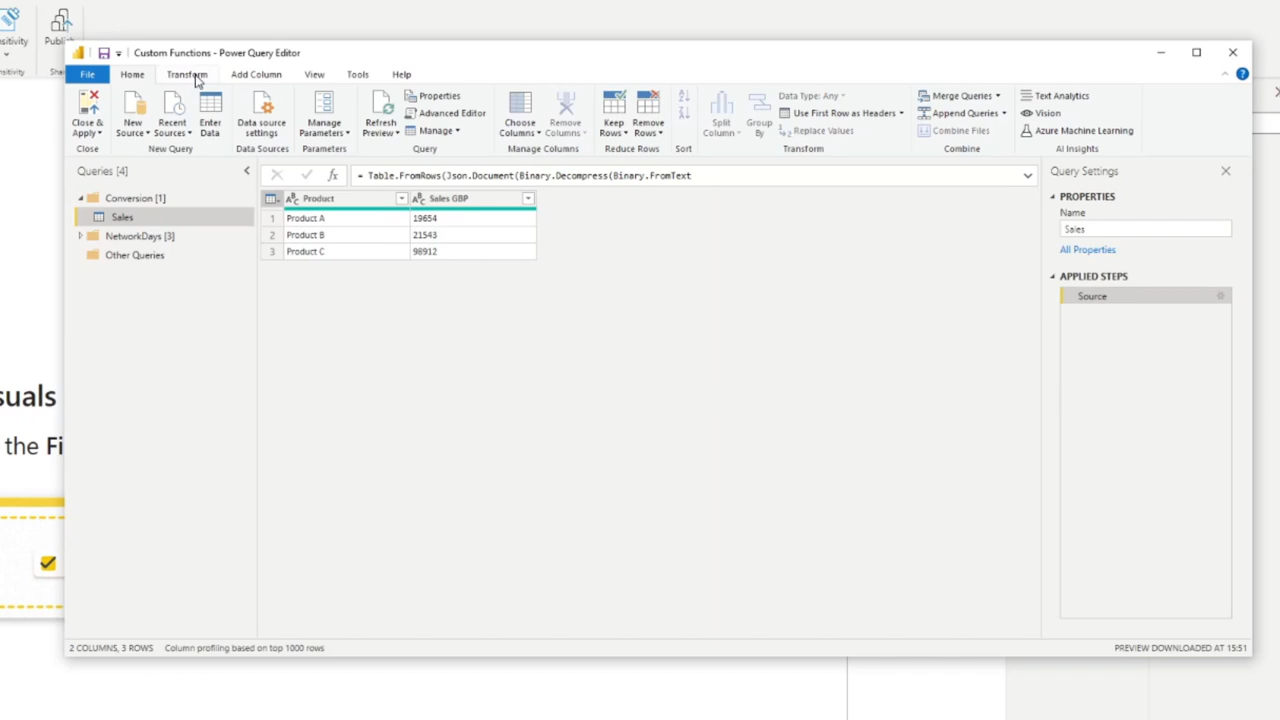 sitivity
Publi
sitivity
Sha
Custom Functions - Power Query Editor
File Home Transform Add Column View Tools Help
Close & Apply
Close
New Source
Recent Sources
Enter Data
New Query
Data source settings
Data Sources
Manage Parameters
Parameters
Refresh Preview
Properties
Advanced Editor
Manage
Query
Choose Columns
Remove Columns
Manage Columns
Keep Rows
Remove Rows
Reduce Rows
Sort
Split Column
Group By
Data Type: Any
Use First Row as Headers
Replace Values
Transform
Merge Queries
Append Queries
Combine Files
Combine
Text Analytics
Vision
Azure Machine Learning
AI Insights
Queries [4]
Conversion [1]
Sales
NetworkDays [3]
Other Queries
= Table.FromRows(Json.Document(Binary.Decompress(Binary.FromText
Product Sales GBP
1 Product A 19654
2 Product B 21543
3 Product C 98912
Query Settings
PROPERTIES
Name
Sales
All Properties
APPLIED STEPS
Source
suals
the Fi
2 COLUMNS, 3 ROWS Column profiling based on top 1000 rows
PREVIEW DOWNLOADED AT 15:51